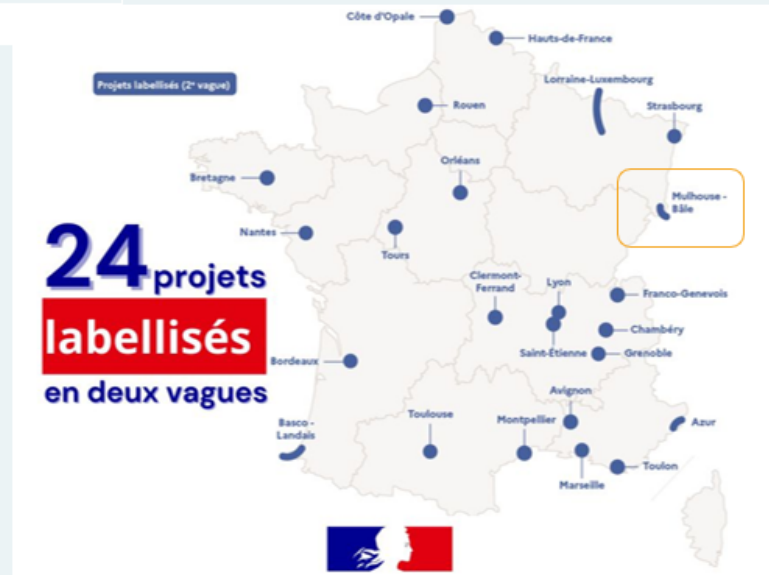 Côte d'Opale
Hauts-de-France
Lorraine-Luxembourg
Projets labellisés (2ᵉ vague)
Rouen
Strasbourg
Orléans
Bretagne
Mulhouse -
Bâle
Nantes
Tours
24 projets
labellisés
en deux vagues
Clermont-
Ferrand
Lyon
Franco-Genevois
Chambéry
Saint-Étienne
Grenoble
Bordeaux
Avignon
Basco -
Landais
Toulouse
Montpellier
Azur
Toulon
Marseille